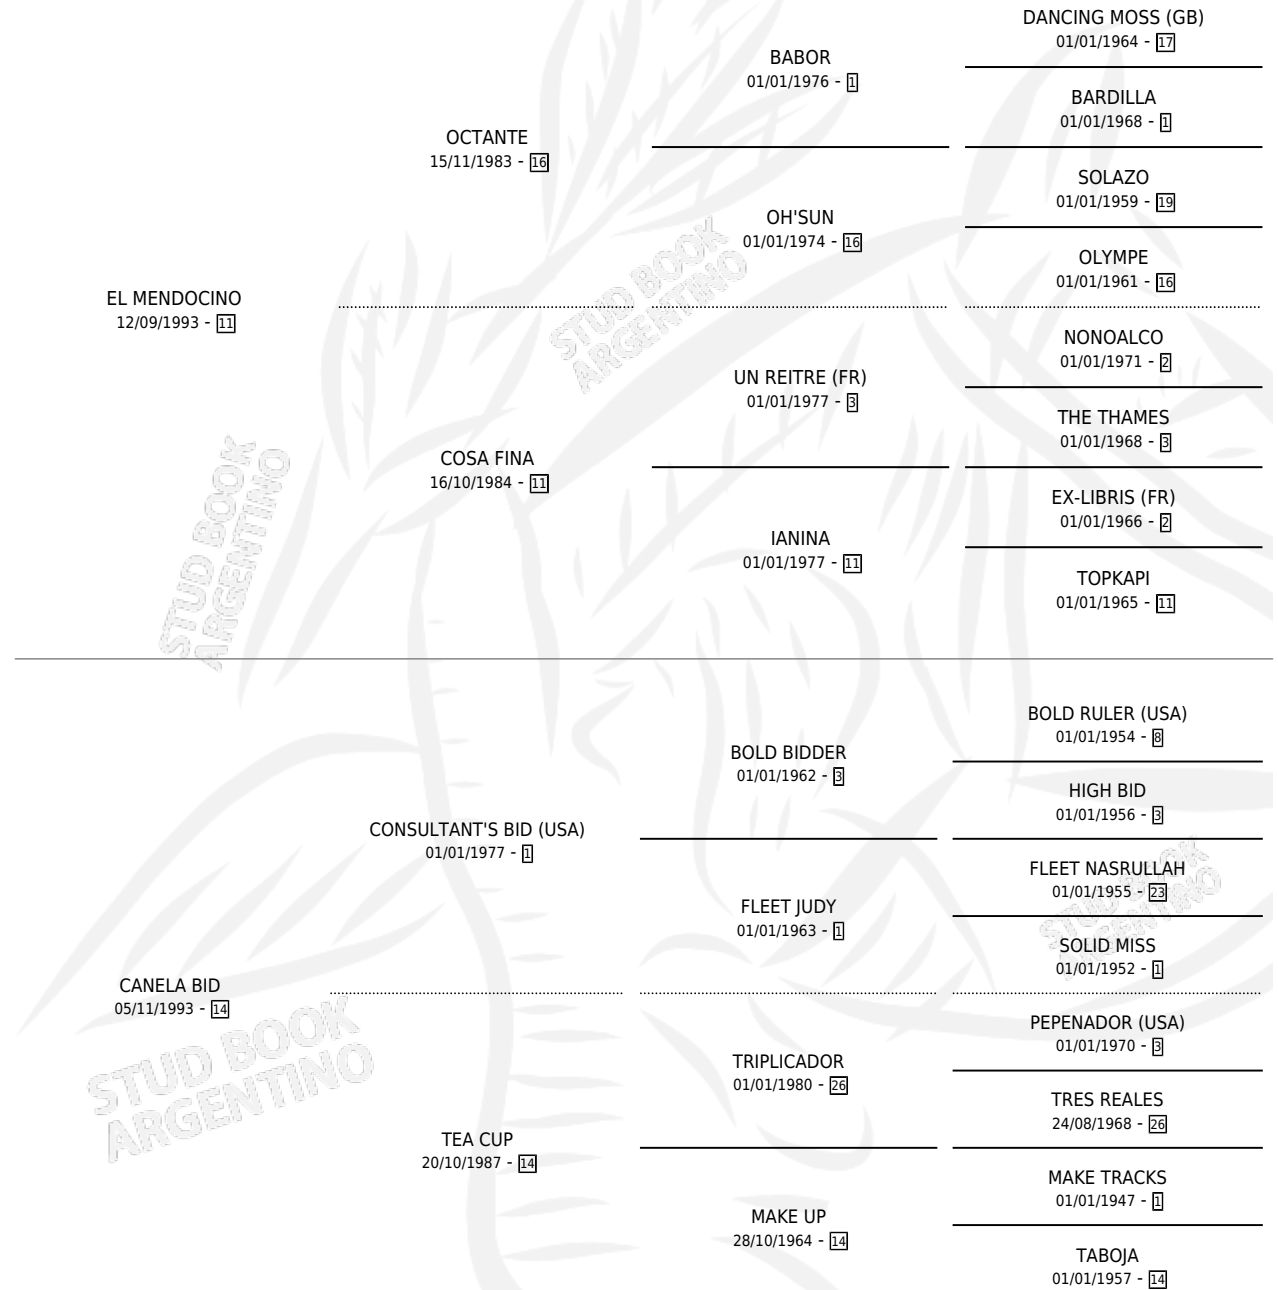 DANCING MOSS (GB)
01/01/1964 - 17
BABOR
01/01/1976 - 1
BARDILLA
01/01/1968 - 1
OCTANTE
15/11/1983 - 16
SOLAZO
01/01/1959 - 19
OH'SUN
01/01/1974 - 16
OLYMPE
01/01/1961 - 16
EL MENDOCINO
12/09/1993 - 11
NONOALCO
01/01/1971 - 2
UN REITRE (FR)
01/01/1977 - 3
THE THAMES
01/01/1968 - 3
COSA FINA
16/10/1984 - 11
EX-LIBRIS (FR)
01/01/1966 - 2
IANINA
01/01/1977 - 11
TOPKAPI
01/01/1965 - 11
BOLD RULER (USA)
01/01/1954 - 8
BOLD BIDDER
01/01/1962 - 3
HIGH BID
01/01/1956 - 3
CONSULTANT'S BID (USA)
01/01/1977 - 1
FLEET NASRULLAH
01/01/1955 - 23
FLEET JUDY
01/01/1963 - 1
SOLID MISS
01/01/1952 - 1
CANELA BID
05/11/1993 - 14
PEPENADOR (USA)
01/01/1970 - 3
TRIPLICADOR
01/01/1980 - 26
TRES REALES
24/08/1968 - 26
TEA CUP
20/10/1987 - 14
MAKE TRACKS
01/01/1947 - 1
MAKE UP
28/10/1964 - 14
TABOJA
01/01/1957 - 14
STUD BOOK
ARGENTINO
STUD BOOK
ARGENTINO
STUD BOOK
ARGENTINO
STUD BOOK
ARGENTINO